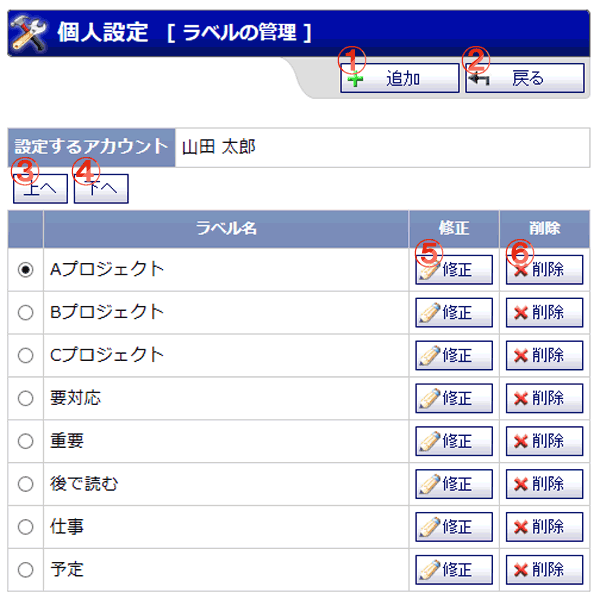 個人設定 [ ラベルの管理 ]
① 追加 ② 戻る
設定するアカウント 山田 太郎
③ 上へ ④ 下へ
ラベル名 修正 削除
Aプロジェクト ⑤ 修正 ⑥ 削除
Bプロジェクト 修正 削除
Cプロジェクト 修正 削除
要対応 修正 削除
重要 修正 削除
後で読む 修正 削除
仕事 修正 削除
予定 修正 削除